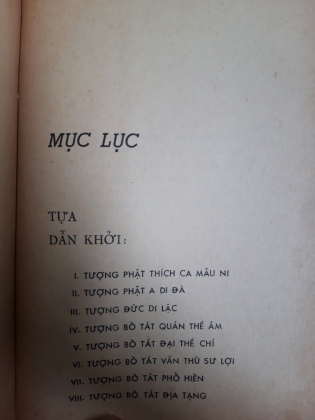 MỤC LỤC
TỰA
DẪN KHỞI :
I. TƯỢNG PHẬT THÍCH CA MÂU NI
II. TƯỢNG PHẬT A DI ĐÀ
III. TƯỢNG ĐỨC DI LẶC
IV. TƯỢNG BỒ TÁT QUÁN THẾ ÂM
V. TƯỢNG BỒ TÁT ĐẠI THẾ CHÍ
VI. TƯỢNG BỒ TÁT VĂN THÙ SƯ LỢI
VII. TƯỢNG BỒ TÁT PHỔ HIỀN
VIII. TƯỢNG BỒ TÁT ĐỊA TẠNG